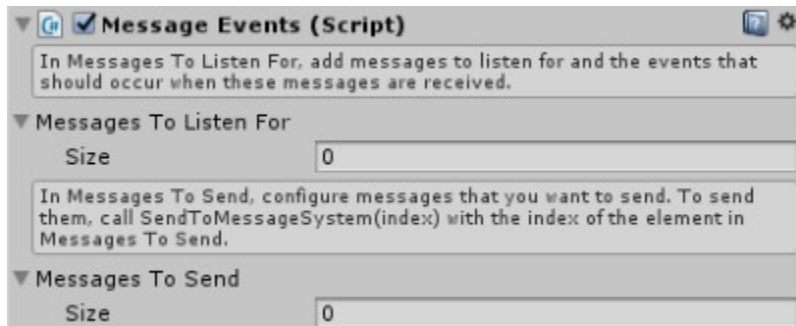 Message Events (Script)
In Messages To Listen For, add messages to listen for and the events that
should occur when these messages are received.
Messages To Listen For
Size 0
In Messages To Send, configure messages that you want to send. To send
them, call SendToMessageSystem(index) with the index of the element in
Messages To Send.
Messages To Send
Size 0